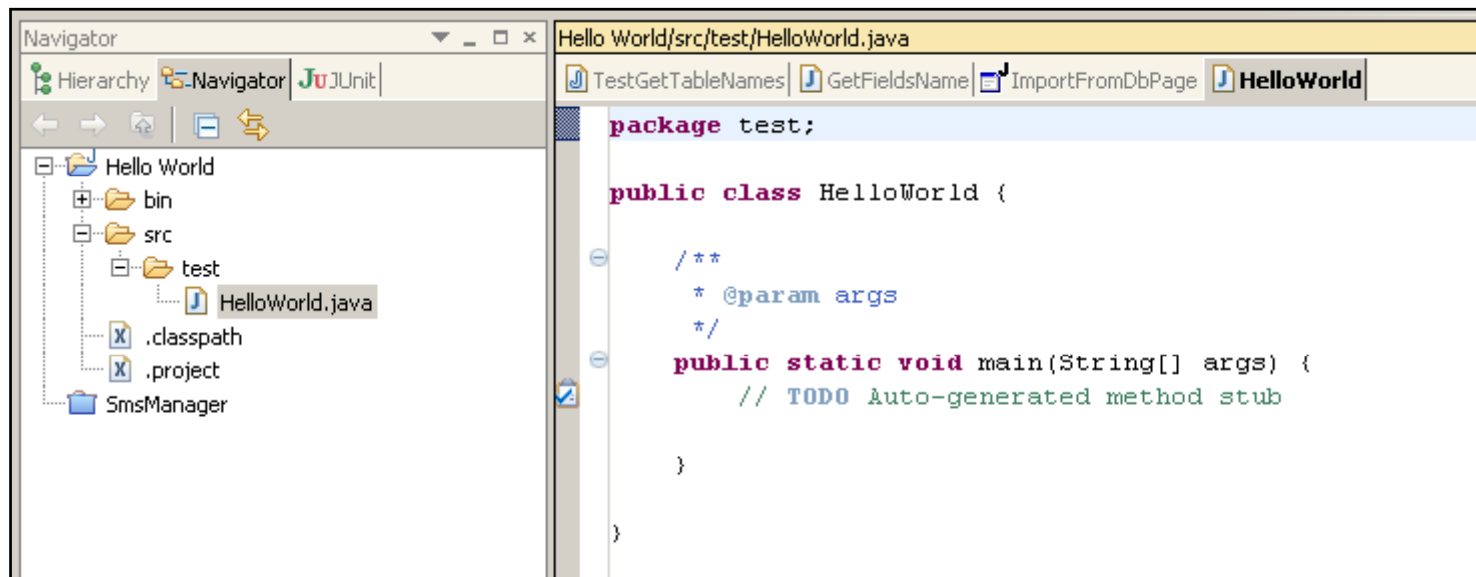 Navigator
Hierarchy Navigator JUnit
Hello World
bin
src
test
HelloWorld.java
.classpath
.project
SmsManager
Hello World/src/test/HelloWorld.java
TestGetTableNames GetFieldsName ImportFromDbPage HelloWorld
package test;
public class HelloWorld {
/**
* @param args
*/
public static void main(String[] args) {
// TODO Auto-generated method stub
}
}